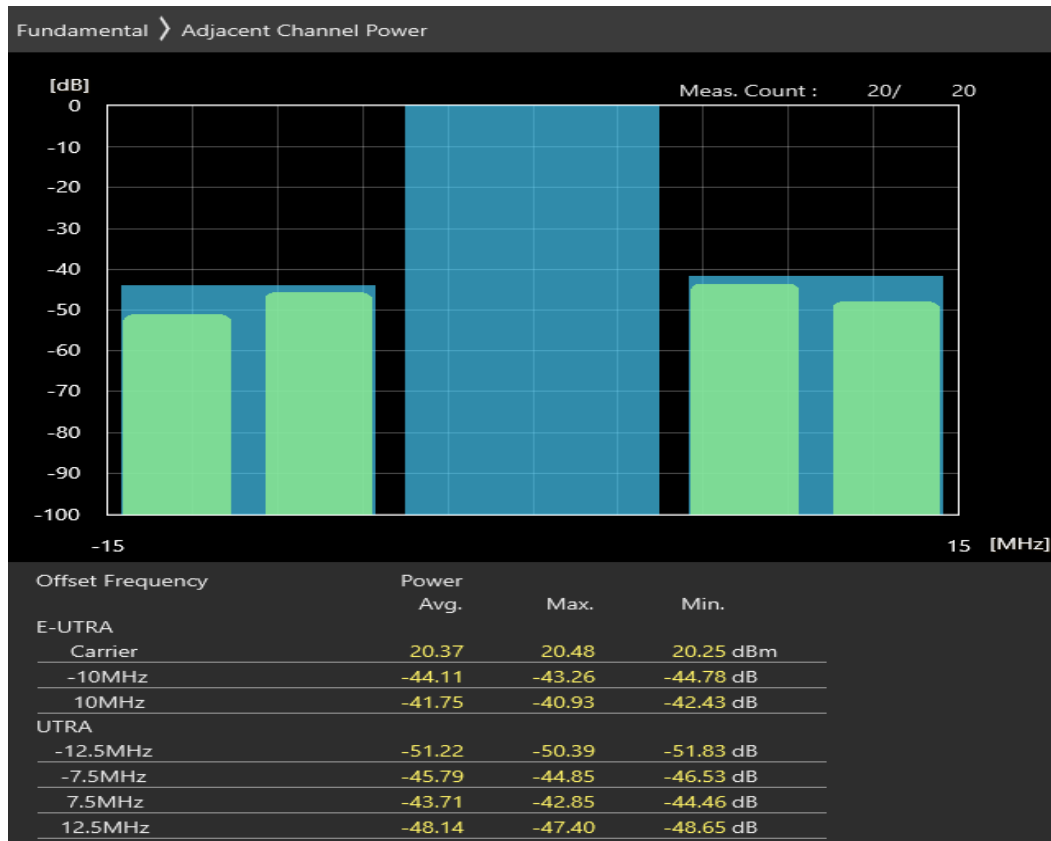 Fundamental ❯ Adjacent Channel Power
[dB]
Meas. Count : 20/ 20
0
-10
-20
-30
-40
-50
-60
-70
-80
-90
-100
-15 15 [MHz]
Offset Frequency Power
Avg. Max. Min.
E-UTRA
Carrier 20.37 20.48 20.25 dBm
-10MHz -44.11 -43.26 -44.78 dB
10MHz -41.75 -40.93 -42.43 dB
UTRA
-12.5MHz -51.22 -50.39 -51.83 dB
-7.5MHz -45.79 -44.85 -46.53 dB
7.5MHz -43.71 -42.85 -44.46 dB
12.5MHz -48.14 -47.40 -48.65 dB